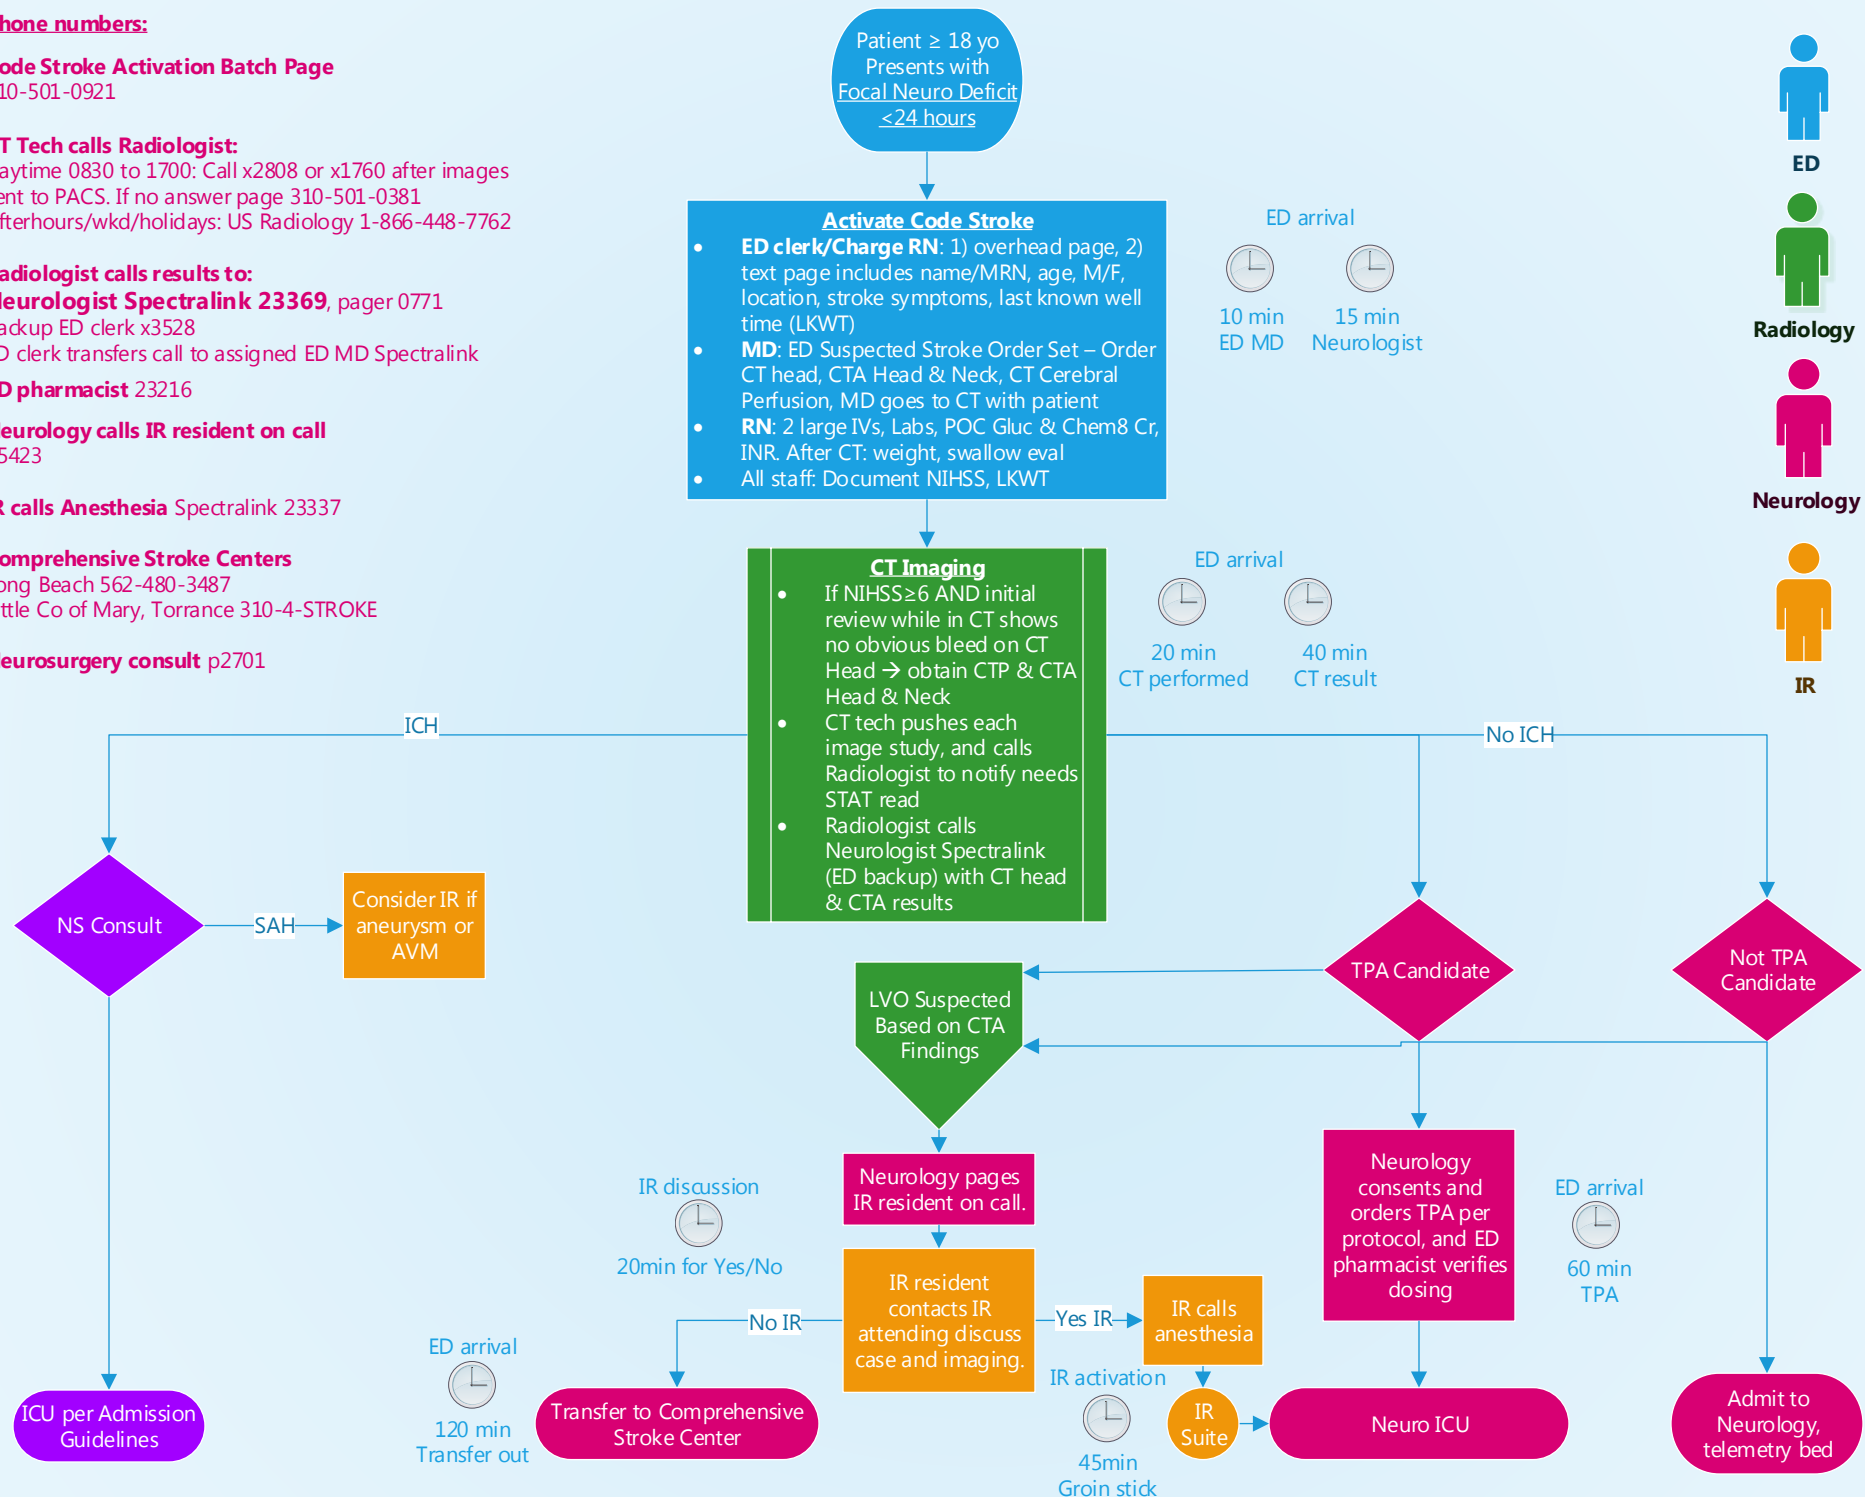 hone numbers:
ode Stroke Activation Batch Page
10-501-0921
T Tech calls Radiologist:
aytime 0830 to 1700: Call x2808 or x1760 after images
ent to PACS. If no answer page 310-501-0381
fterhours/wkd/holidays: US Radiology 1-866-448-7762
adiologist calls results to:
eurologist Spectralink 23369, pager 0771
ackup ED clerk x3528
D clerk transfers call to assigned ED MD Spectralink
D pharmacist 23216
eurology calls IR resident on call
5423
R calls Anesthesia Spectralink 23337
omprehensive Stroke Centers
ong Beach 562-480-3487
ttle Co of Mary, Torrance 310-4-STROKE
eurosurgery consult p2701
Patient ≥ 18 yo
Presents with
Focal Neuro Deficit
<24 hours
Activate Code Stroke
• ED clerk/Charge RN: 1) overhead page, 2)
text page includes name/MRN, age, M/F,
location, stroke symptoms, last known well
time (LKWT)
• MD: ED Suspected Stroke Order Set – Order
CT head, CTA Head & Neck, CT Cerebral
Perfusion, MD goes to CT with patient
• RN: 2 large IVs, Labs, POC Gluc & Chem8 Cr,
INR. After CT: weight, swallow eval
• All staff: Document NIHSS, LKWT
ED arrival
10 min
ED MD
15 min
Neurologist
ED
Radiology
Neurology
IR
CT Imaging
• If NIHSS≥6 AND initial
review while in CT shows
no obvious bleed on CT
Head → obtain CTP & CTA
Head & Neck
• CT tech pushes each
image study, and calls
Radiologist to notify needs
STAT read
• Radiologist calls
Neurologist Spectralink
(ED backup) with CT head
& CTA results
ED arrival
20 min
CT performed
40 min
CT result
ICH
No ICH
NS Consult
SAH
Consider IR if
aneurysm or
AVM
LVO Suspected
Based on CTA
Findings
TPA Candidate
Not TPA
Candidate
Neurology pages
IR resident on call.
IR discussion
20min for Yes/No
IR resident
contacts IR
attending discuss
case and imaging.
No IR
Yes IR
IR calls
anesthesia
Neurology
consents and
orders TPA per
protocol, and ED
pharmacist verifies
dosing
ED arrival
60 min
TPA
ED arrival
120 min
Transfer out
IR activation
45min
Groin stick
ICU per Admission
Guidelines
Transfer to Comprehensive
Stroke Center
IR
Suite
Neuro ICU
Admit to
Neurology,
telemetry bed